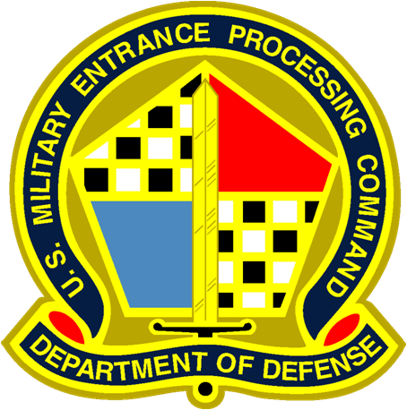 U.S. MILITARY ENTRANCE PROCESSING COMMAND
DEPARTMENT OF DEFENSE